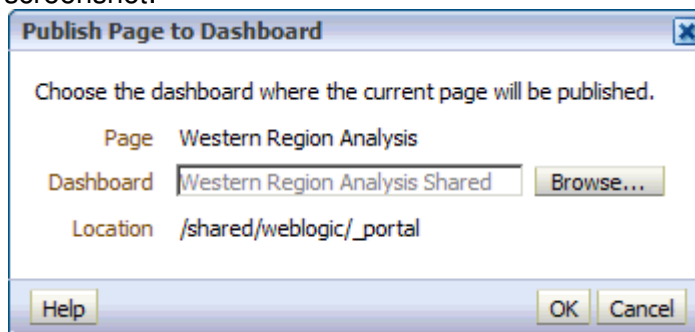 screenshot.
Publish Page to Dashboard
Choose the dashboard where the current page will be published.
Page Western Region Analysis
Dashboard Western Region Analysis Shared Browse...
Location /shared/weblogic/_portal
Help OK Cancel